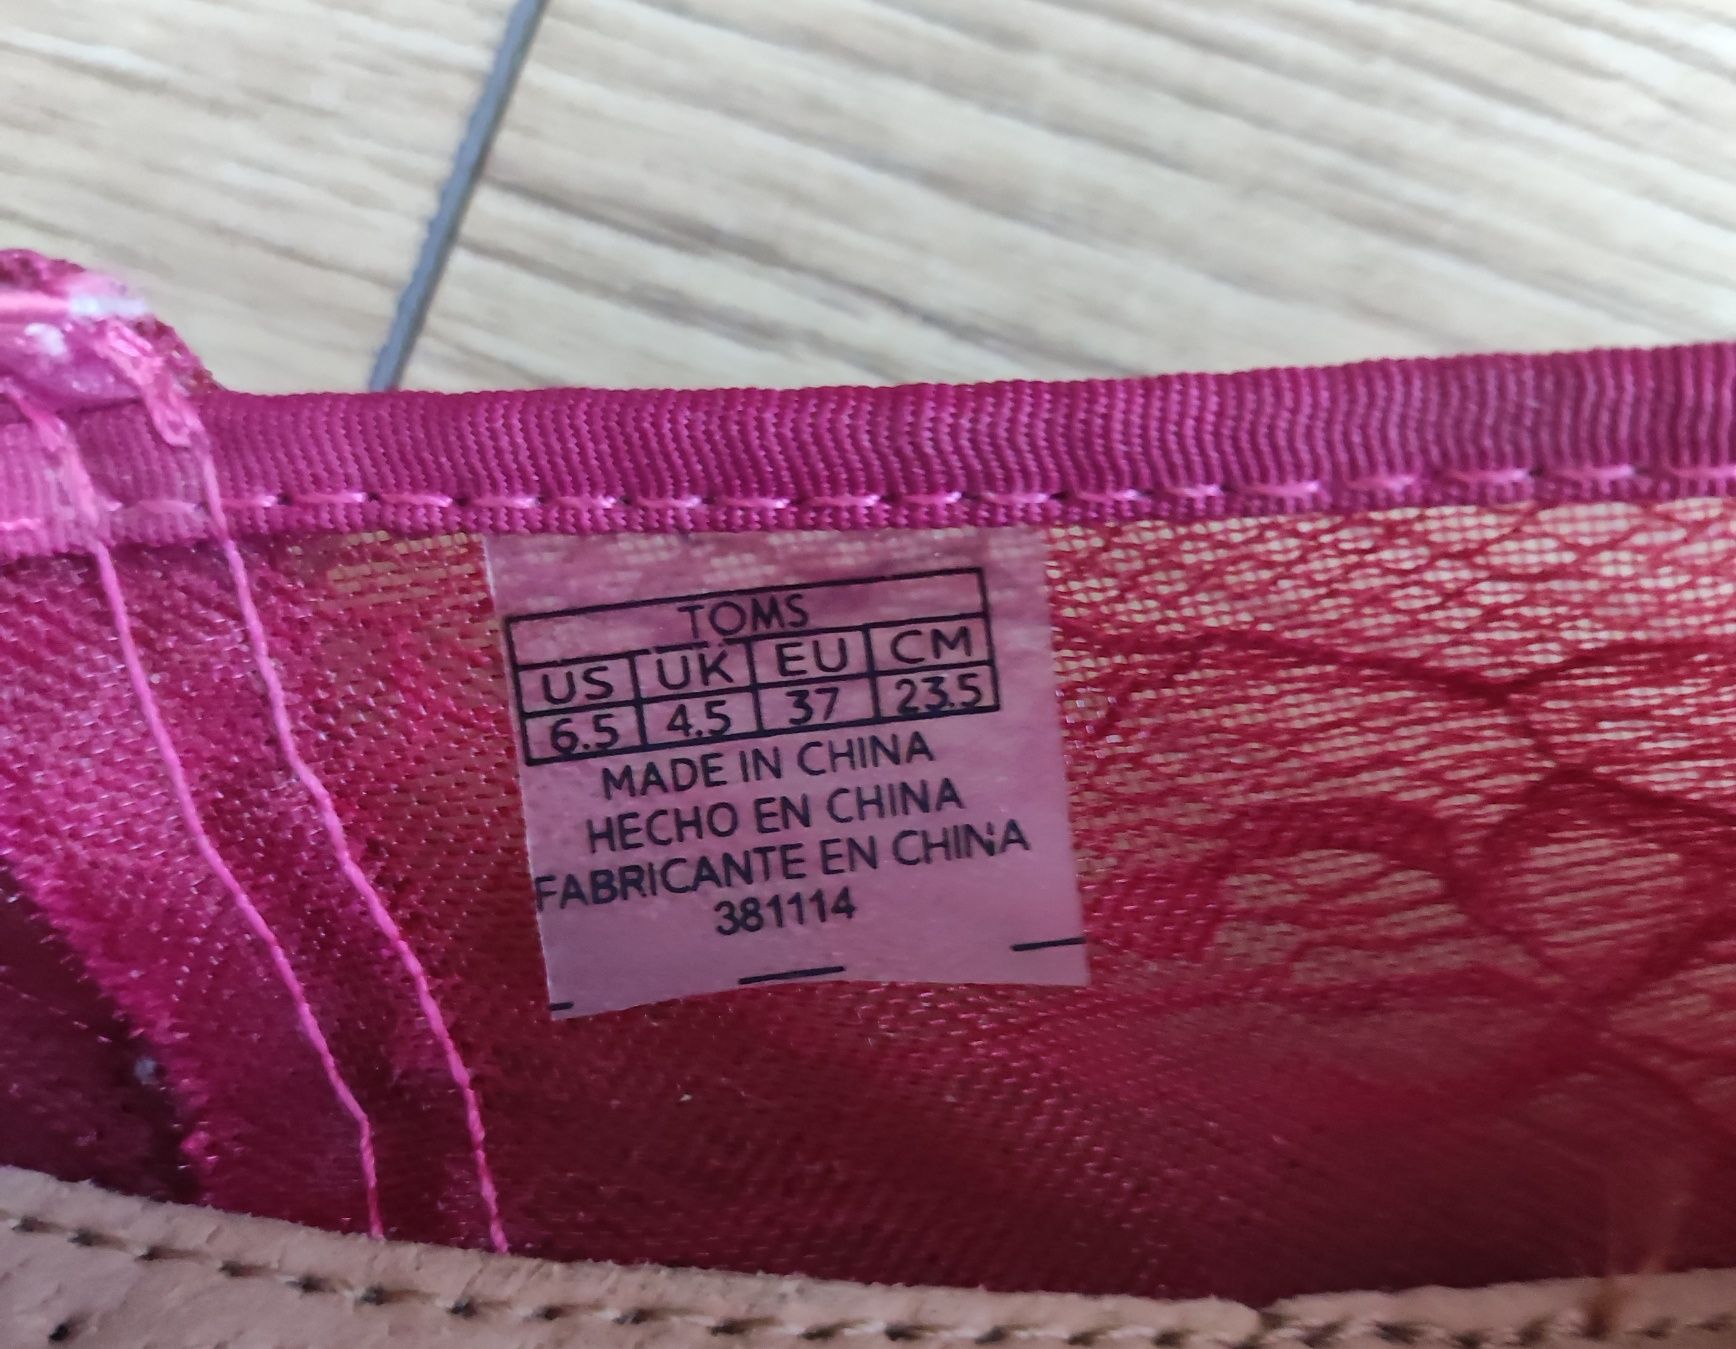 TOMS
US UK EU CM
6.5 4.5 37 23.5
MADE IN CHINA
HECHO EN CHINA
FABRICANTE EN CHINA
381114